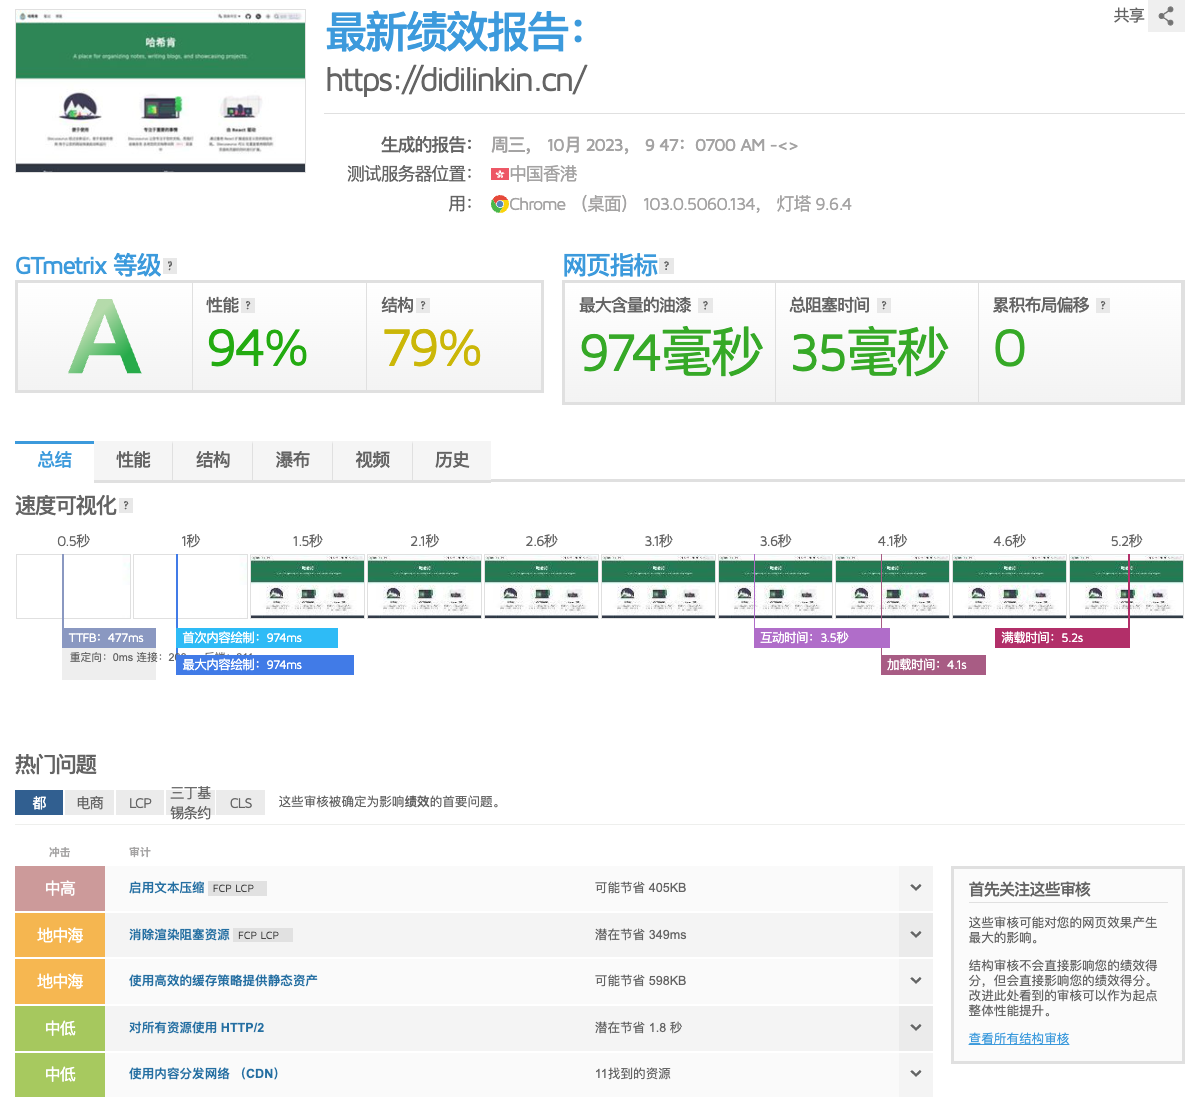 哈希肯
A place for organizing notes, writing blogs, and showcasing projects.
易于使用
专注于重要的事情
由 React 驱动
最新绩效报告：
https://didilinkin.cn/
共享
生成的报告： 周三， 10月 2023， 9 47：0700 AM -<>
测试服务器位置： 中国香港
用： Chrome （桌面） 103.0.5060.134， 灯塔 9.6.4
GTmetrix 等级 ?
网页指标 ?
A
性能 ?
94%
结构 ?
79%
最大含量的油漆 ?
974毫秒
总阻塞时间 ?
35毫秒
累积布局偏移 ?
0
总结 性能 结构 瀑布 视频 历史
速度可视化 ?
0.5秒 1秒 1.5秒 2.1秒 2.6秒 3.1秒 3.6秒 4.1秒 4.6秒 5.2秒
TTFB：477ms
首次内容绘制：974ms
互动时间：3.5秒
满载时间：5.2s
重定向：0ms 连接：
最大内容绘制：974ms
加载时间：4.1s
热门问题
都 电商 LCP 三丁基锡条约 CLS 这些审核被确定为影响绩效的首要问题。
冲击 审计
中高 启用文本压缩 FCP LCP 可能节省 405KB
地中海 消除渲染阻塞资源 FCP LCP 潜在节省 349ms
地中海 使用高效的缓存策略提供静态资产 可能节省 598KB
中低 对所有资源使用 HTTP/2 潜在节省 1.8 秒
中低 使用内容分发网络 （CDN） 11找到的资源
首先关注这些审核
这些审核可能对您的网页效果产生
最大的影响。
结构审核不会直接影响您的绩效得
分，但会直接影响您的绩效得分。
改进此处看到的审核可以作为起点
整体性能提升。
查看所有结构审核